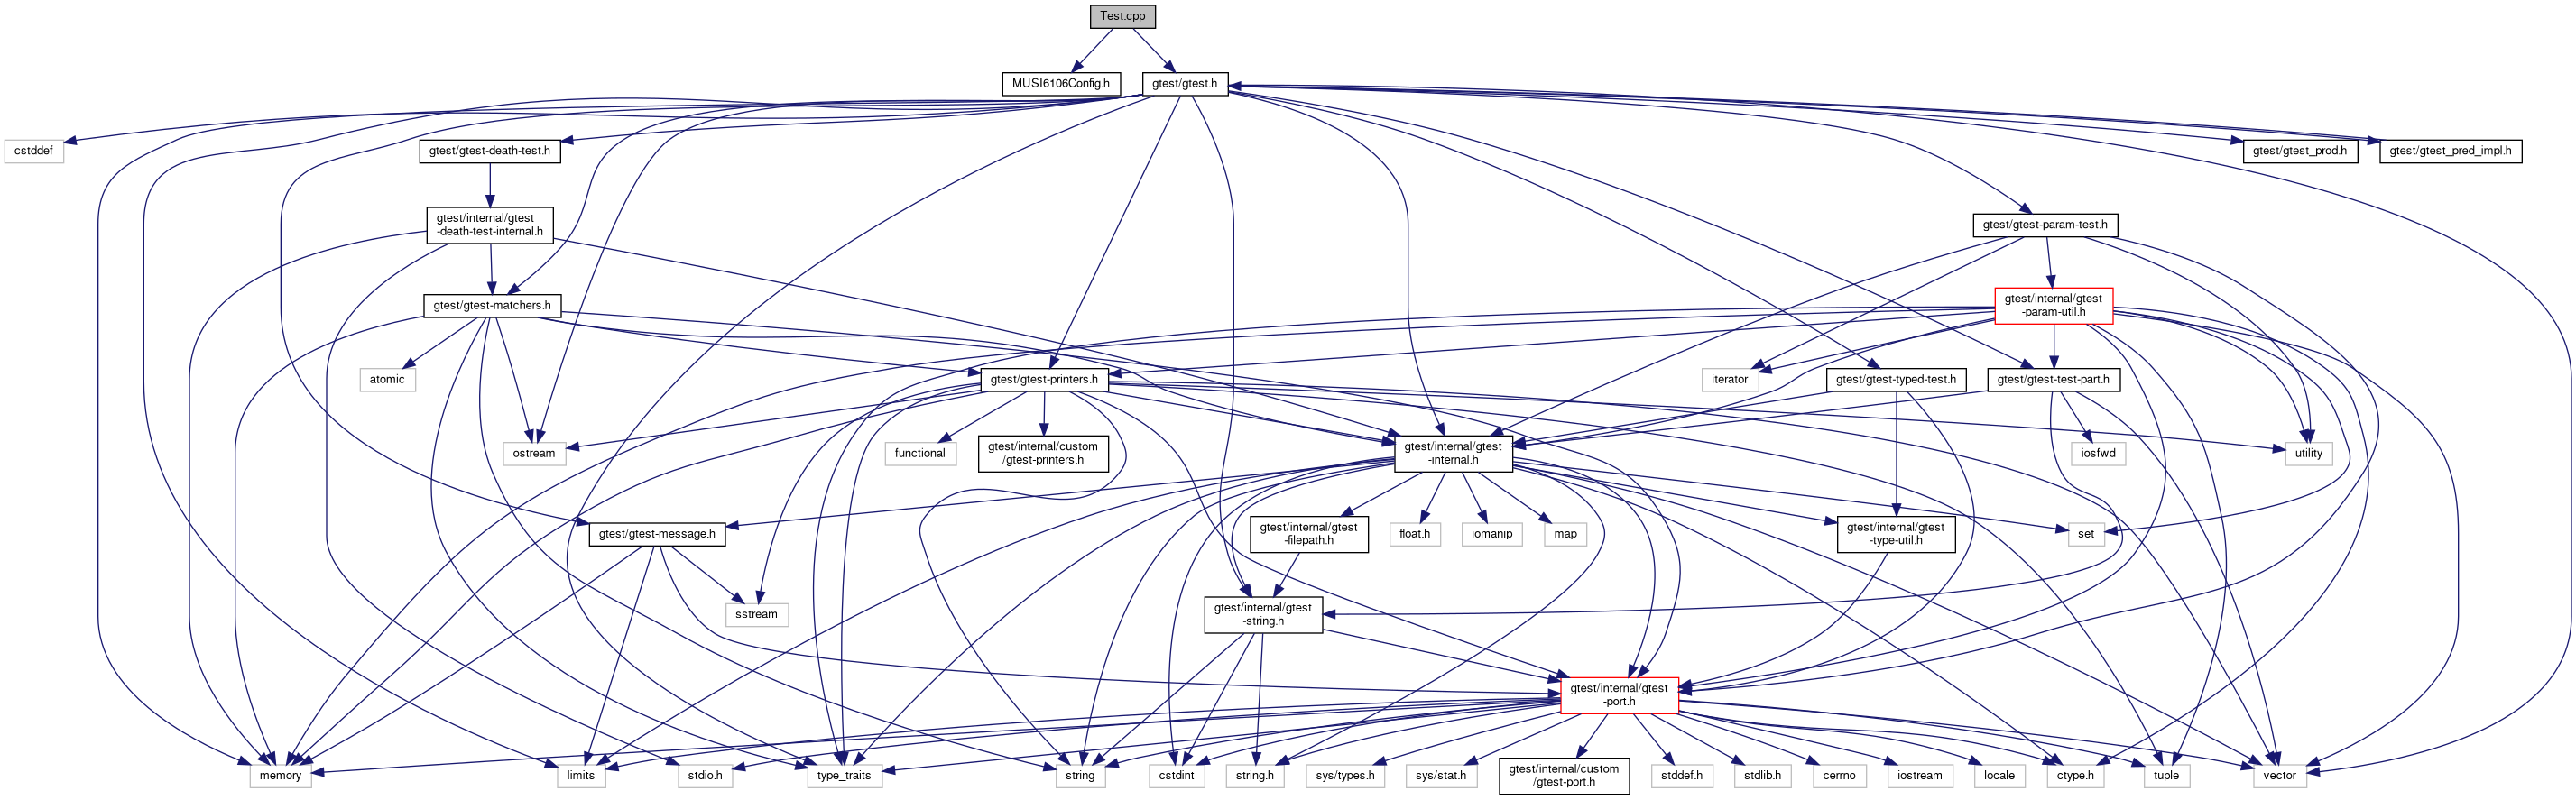 Test.cpp
MUSI6106Config.h
gtest/gtest.h
cstddef
gtest/gtest-death-test.h
gtest/gtest_prod.h
gtest/gtest_pred_impl.h
gtest/internal/gtest
-death-test-internal.h
gtest/gtest-param-test.h
gtest/gtest-matchers.h
gtest/internal/gtest
-param-util.h
atomic
gtest/gtest-printers.h
iterator
gtest/gtest-typed-test.h
gtest/gtest-test-part.h
ostream
functional
gtest/internal/custom
/gtest-printers.h
gtest/internal/gtest
-internal.h
iosfwd
utility
gtest/gtest-message.h
gtest/internal/gtest
-filepath.h
float.h
iomanip
map
gtest/internal/gtest
-type-util.h
set
sstream
gtest/internal/gtest
-string.h
gtest/internal/gtest
-port.h
memory
limits
stdio.h
type_traits
string
cstdint
string.h
sys/types.h
sys/stat.h
gtest/internal/custom
/gtest-port.h
stddef.h
stdlib.h
cerrno
iostream
locale
ctype.h
tuple
vector